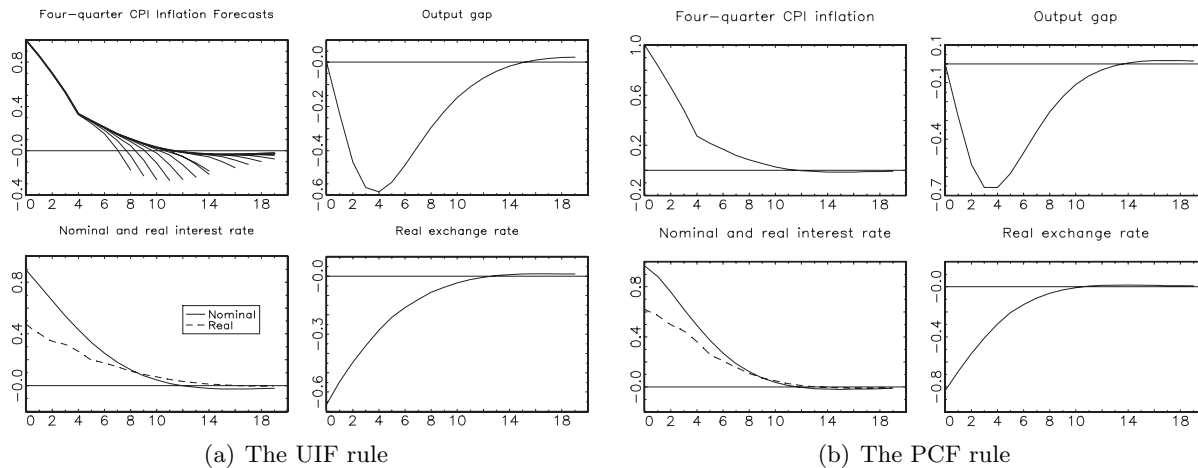 Four-quarter CPI Inflation Forecasts
0.8
0.4
-0.0
-0.4
0 2 4 6 8 10 12 14 18
Output gap
-0.0
-0.2
-0.4
-0.6
0 2 4 6 8 10 12 14 18
Nominal and real interest rate
0.8
0.4
-0.0
Nominal
Real
0 2 4 6 8 10 12 14 18
Real exchange rate
-0.0
-0.3
-0.6
0 2 4 6 8 10 12 14 18
(a) The UIF rule
Four-quarter CPI inflation
1.0
0.6
0.2
-0.2
0 2 4 6 8 10 12 14 18
Output gap
0.1
-0.1
-0.3
-0.5
-0.7
0 2 4 6 8 10 12 14 18
Nominal and real interest rate
0.8
0.4
-0.0
0 2 4 6 8 10 12 14 18
Real exchange rate
-0.0
-0.4
-0.8
0 2 4 6 8 10 12 14 18
(b) The PCF rule